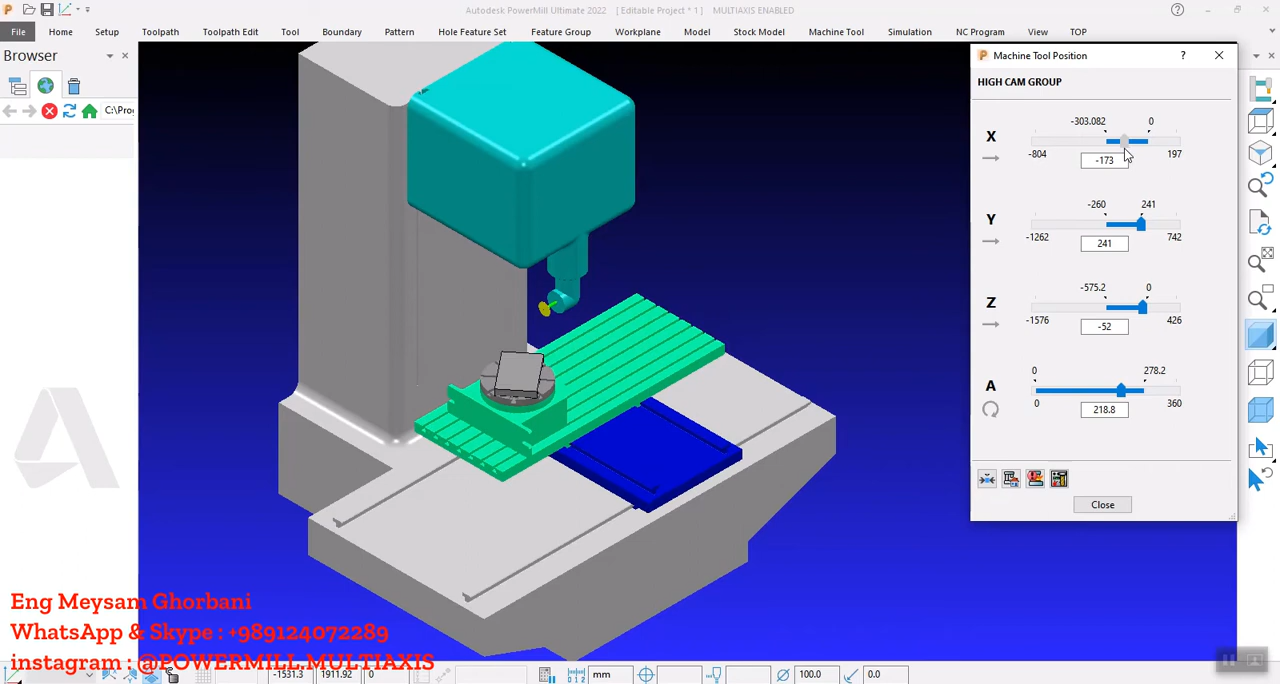 Autodesk PowerMill Ultimate 2022 [ Editable Project * 1 ] MULTIAXIS ENABLED
File Home Setup Toolpath Toolpath Edit Tool Boundary Pattern Hole Feature Set Feature Group Workplane Model Stock Model Machine Tool Simulation NC Program View TOP
Browser
C:\Pro
Machine Tool Position
HIGH CAM GROUP
-303.082 0
X
-804 197
-173
-260 241
Y
-1262 742
241
-575.2 0
Z
-1576 426
-52
0 278.2
A
0 360
218.8
Close
Eng Meysam Ghorbani
WhatsApp & Skype : +989124072289
instagram : @POWERMILL.MULTIAXIS
-1531.3 1911.92 0 mm 100.0 0.0